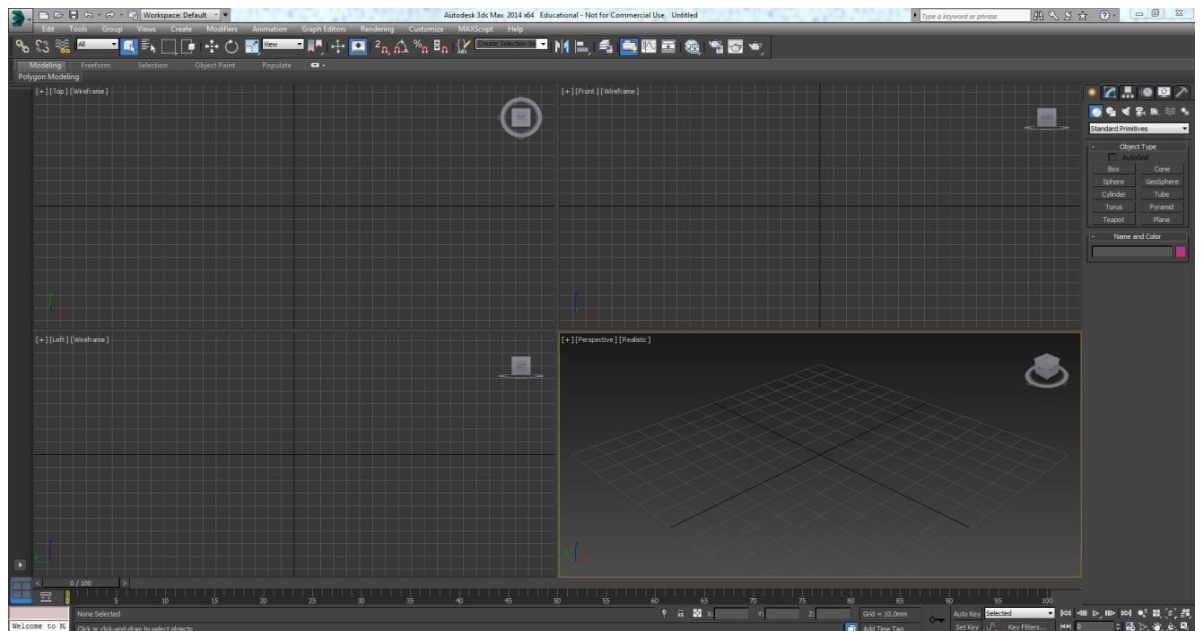 Workspace: Default
Autodesk 3ds Max 2014 x64 Educational - Not for Commercial Use Untitled
Type a keyword or phrase
Edit Tools Group Views Create Modifiers Animation Graph Editors Rendering Customize MAXScript Help
All
View
Create Selection Se
Modeling Freeform Selection Object Paint Populate
Polygon Modeling
[+] [Top] [Wireframe]
[+] [Front] [Wireframe]
Standard Primitives
- Object Type
AutoGrid
Box Cone
Sphere GeoSphere
Cylinder Tube
Torus Pyramid
Teapot Plane
- Name and Color
[+] [Left] [Wireframe]
[+] [Perspective] [Realistic]
< 0 / 100 >
0 5 10 15 20 25 30 35 40 45 50 55 60 65 70 75 80 85 90 95 100
None Selected
X: Y: Z:
Grid = 10,0mm
Auto Key Selected
Welcome to M
Click or click-and-drag to select objects
Add Time Tag
Set Key Key Filters...
0